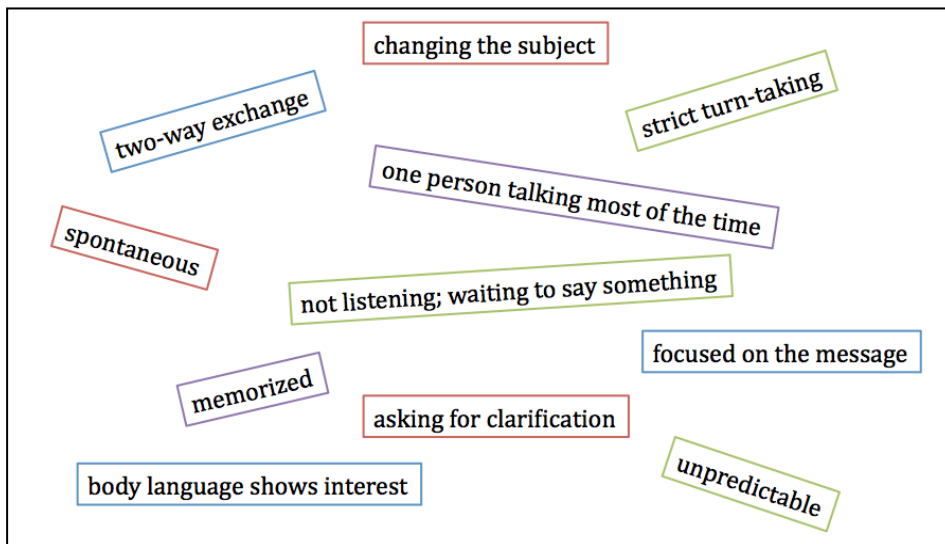 changing the subject
two-way exchange
strict turn-taking
one person talking most of the time
spontaneous
not listening; waiting to say something
focused on the message
memorized
asking for clarification
body language shows interest
unpredictable